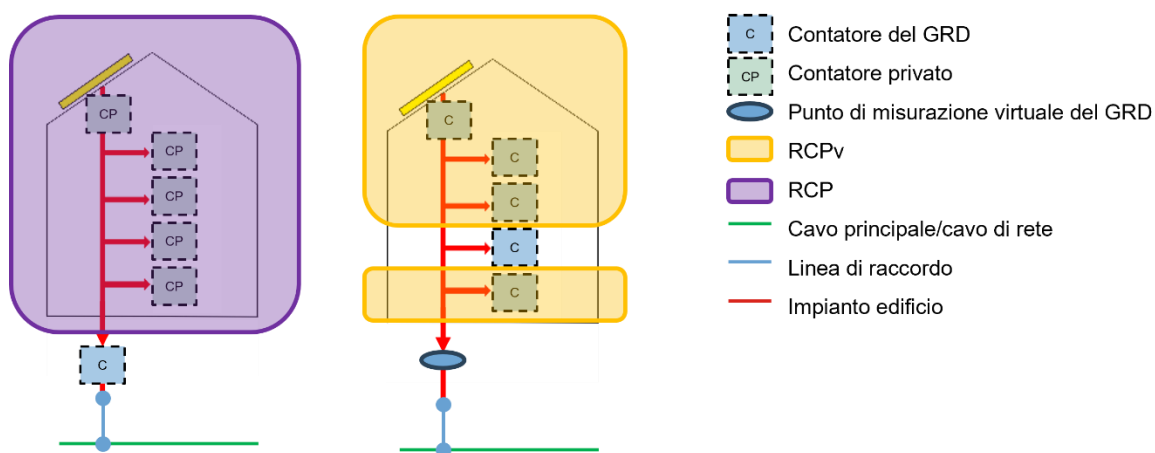 CP
CP
CP
CP
CP
C
C
C
C
C
C
C Contatore del GRD
CP Contatore privato
Punto di misurazione virtuale del GRD
RCPv
RCP
Cavo principale/cavo di rete
Linea di raccordo
Impianto edificio